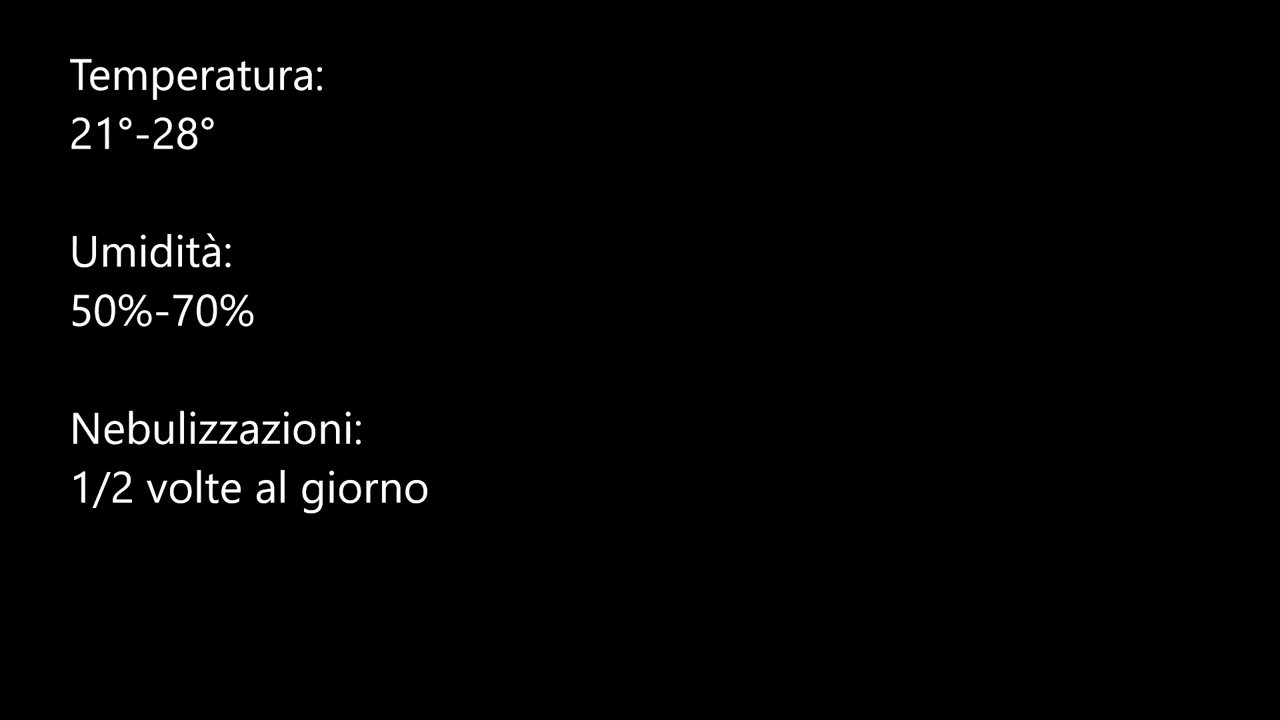 Temperatura:
21°-28°
Umidità:
50%-70%
Nebulizzazioni:
1/2 volte al giorno